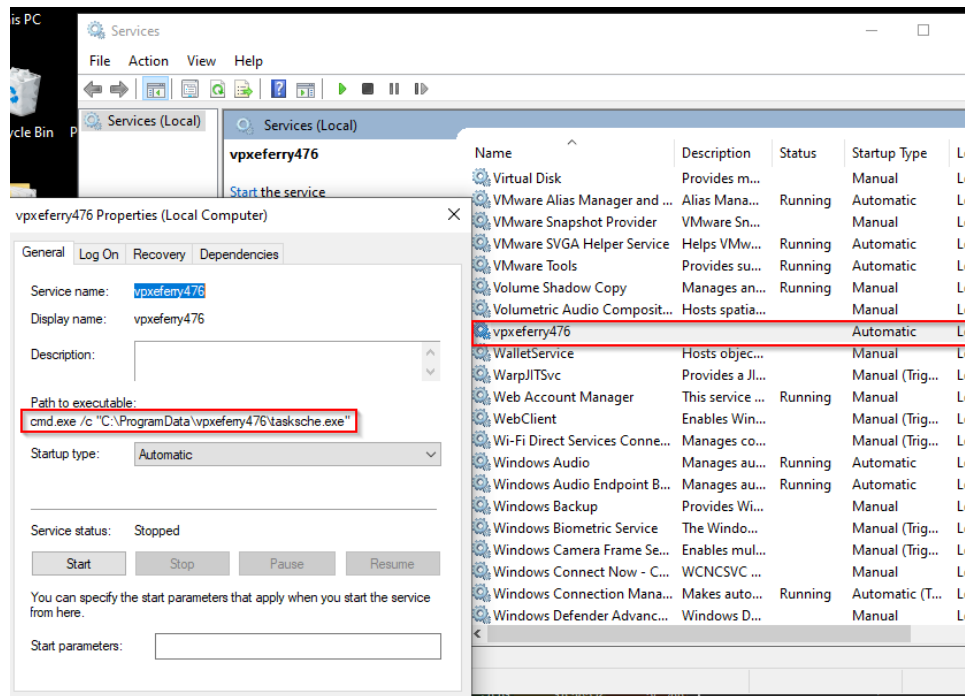 is PC
cle Bin
P
Services
File Action View Help
Services (Local)
Services (Local)
vpxeferry476
Start the service
Name Description Status Startup Type L
Virtual Disk Provides m... Manual L
VMware Alias Manager and ... Alias Mana... Running Automatic L
VMware Snapshot Provider VMware Sn... Manual L
VMware SVGA Helper Service Helps VMw... Running Automatic L
VMware Tools Provides su... Running Automatic L
Volume Shadow Copy Manages an... Running Manual L
Volumetric Audio Composit... Hosts spatia... Manual L
vpxeferry476 Automatic L
WalletService Hosts objec... Manual L
WarpJITSvc Provides a JI... Manual (Trig... L
Web Account Manager This service ... Running Manual L
WebClient Enables Win... Manual (Trig... L
Wi-Fi Direct Services Conne... Manages co... Manual (Trig... L
Windows Audio Manages au... Running Automatic L
Windows Audio Endpoint B... Manages au... Running Automatic L
Windows Backup Provides Wi... Manual L
Windows Biometric Service The Windo... Manual (Trig... L
Windows Camera Frame Se... Enables mul... Manual (Trig... L
Windows Connect Now - C... WCNCSVC ... Manual L
Windows Connection Mana... Makes auto... Running Automatic (T... L
Windows Defender Advanc... Windows D... Manual L
vpxeferry476 Properties (Local Computer)
General Log On Recovery Dependencies
Service name: vpxeferry476
Display name: vpxeferry476
Description:
Path to executable:
cmd.exe /c "C:\ProgramData\vpxeferry476\tasksche.exe"
Startup type: Automatic
Service status: Stopped
Start Stop Pause Resume
You can specify the start parameters that apply when you start the service
from here.
Start parameters: